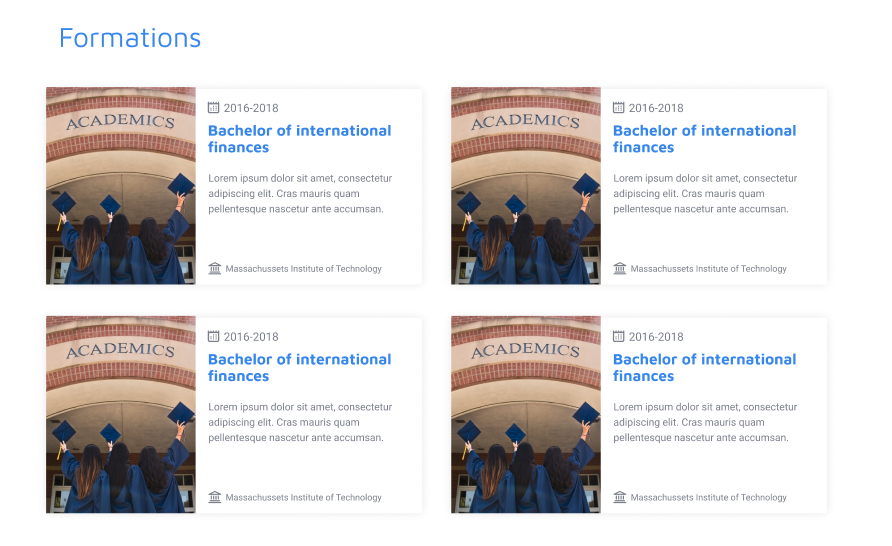 Formations
ACADEMICS
2016-2018
Bachelor of international
finances
Lorem ipsum dolor sit amet, consectetur
adipiscing elit. Cras mauris quam
pellentesque nascetur ante accumsan.
Massachussets Institute of Technology
ACADEMICS
2016-2018
Bachelor of international
finances
Lorem ipsum dolor sit amet, consectetur
adipiscing elit. Cras mauris quam
pellentesque nascetur ante accumsan.
Massachussets Institute of Technology
ACADEMICS
2016-2018
Bachelor of international
finances
Lorem ipsum dolor sit amet, consectetur
adipiscing elit. Cras mauris quam
pellentesque nascetur ante accumsan.
Massachussets Institute of Technology
ACADEMICS
2016-2018
Bachelor of international
finances
Lorem ipsum dolor sit amet, consectetur
adipiscing elit. Cras mauris quam
pellentesque nascetur ante accumsan.
Massachussets Institute of Technology